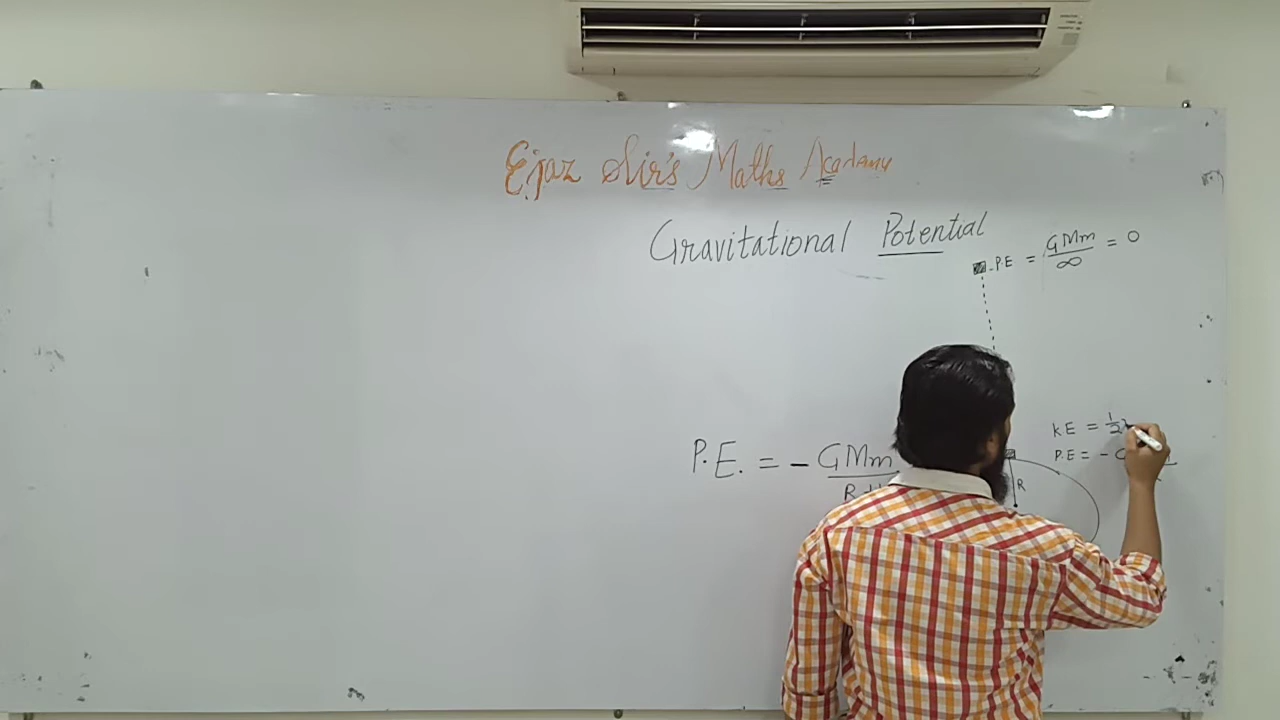 Ejaz Sir's Maths Academy
Gravitational Potential
P.E = GMm / ∞ = 0
KE = 1/2
P.E = - G
P.E. = - GMm / R
R